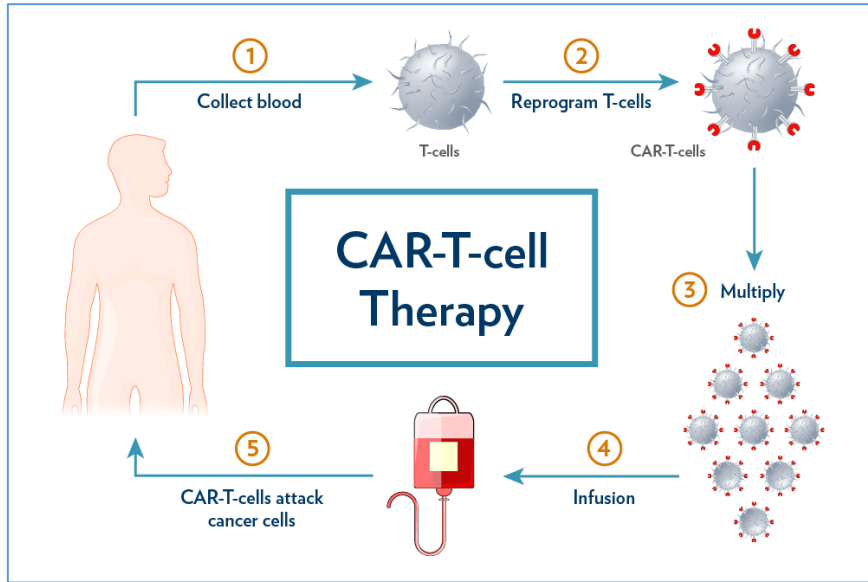 1
Collect blood
T-cells
2
Reprogram T-cells
CAR-T-cells
CAR-T-cell
Therapy
3
Multiply
4
Infusion
5
CAR-T-cells attack
cancer cells